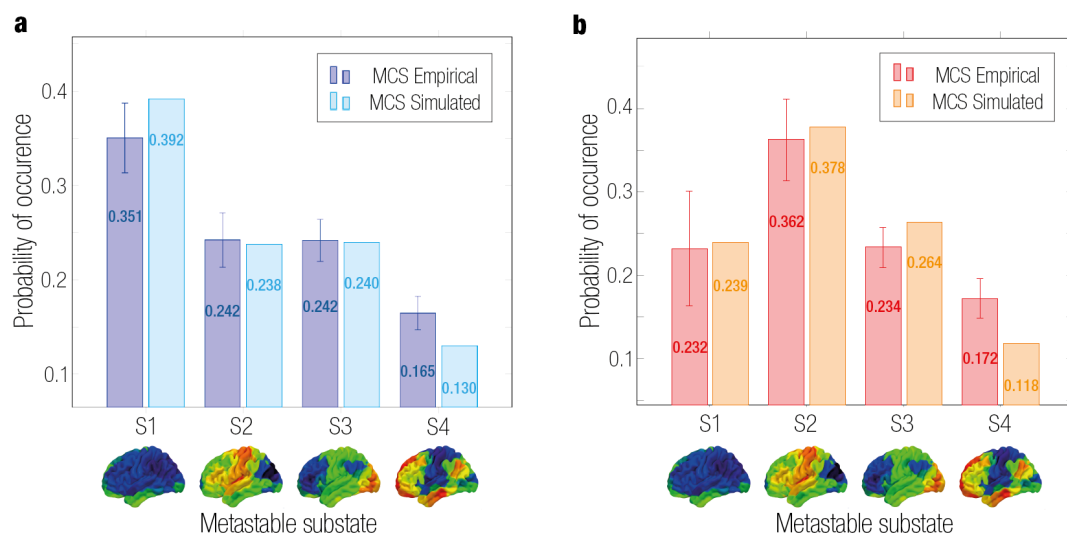 a
MCS Empirical
MCS Simulated
Probability of occurence
0.4
0.3
0.2
0.1
0.351
0.392
0.242
0.238
0.242
0.240
0.165
0.130
S1 S2 S3 S4
Metastable substate
b
MCS Empirical
MCS Simulated
Probability of occurence
0.4
0.3
0.2
0.1
0.232
0.239
0.362
0.378
0.234
0.264
0.172
0.118
S1 S2 S3 S4
Metastable substate